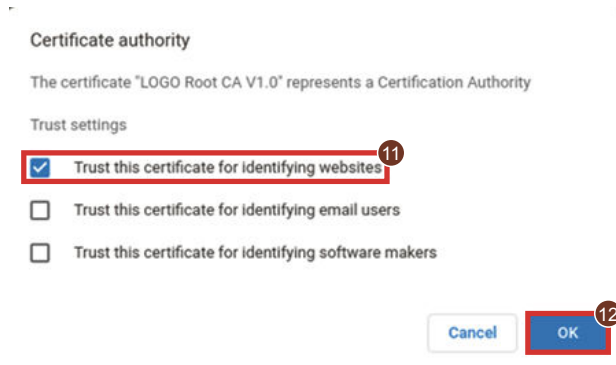 Certificate authority
The certificate "LOGO Root CA V1.0" represents a Certification Authority
Trust settings
11
Trust this certificate for identifying websites
Trust this certificate for identifying email users
Trust this certificate for identifying software makers
12
Cancel OK